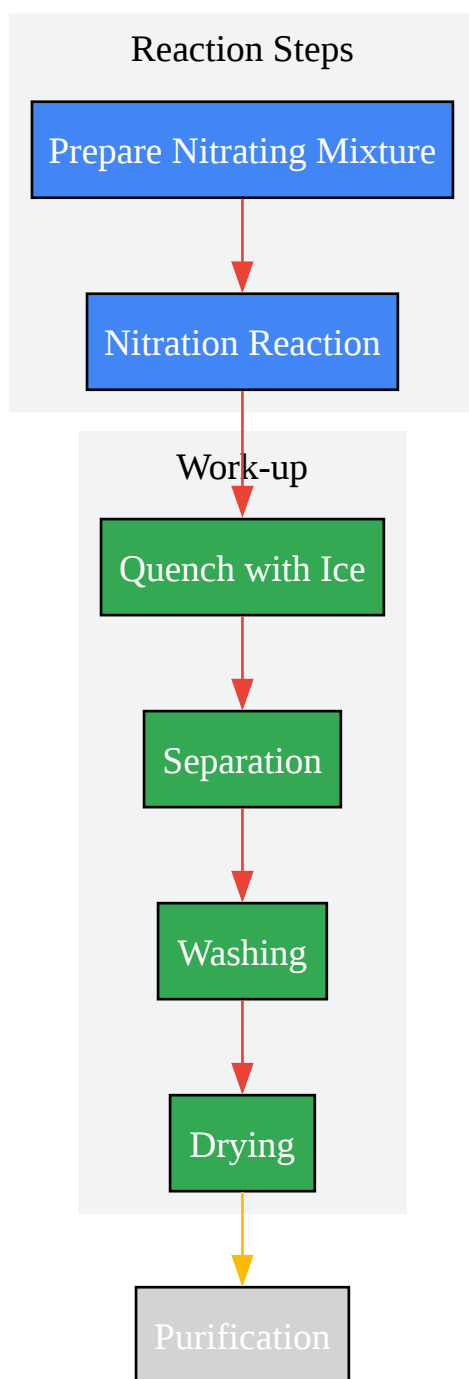 Reaction Steps
Prepare Nitrating Mixture
Nitration Reaction
Work-up
Quench with Ice
Separation
Washing
Drying
Purification